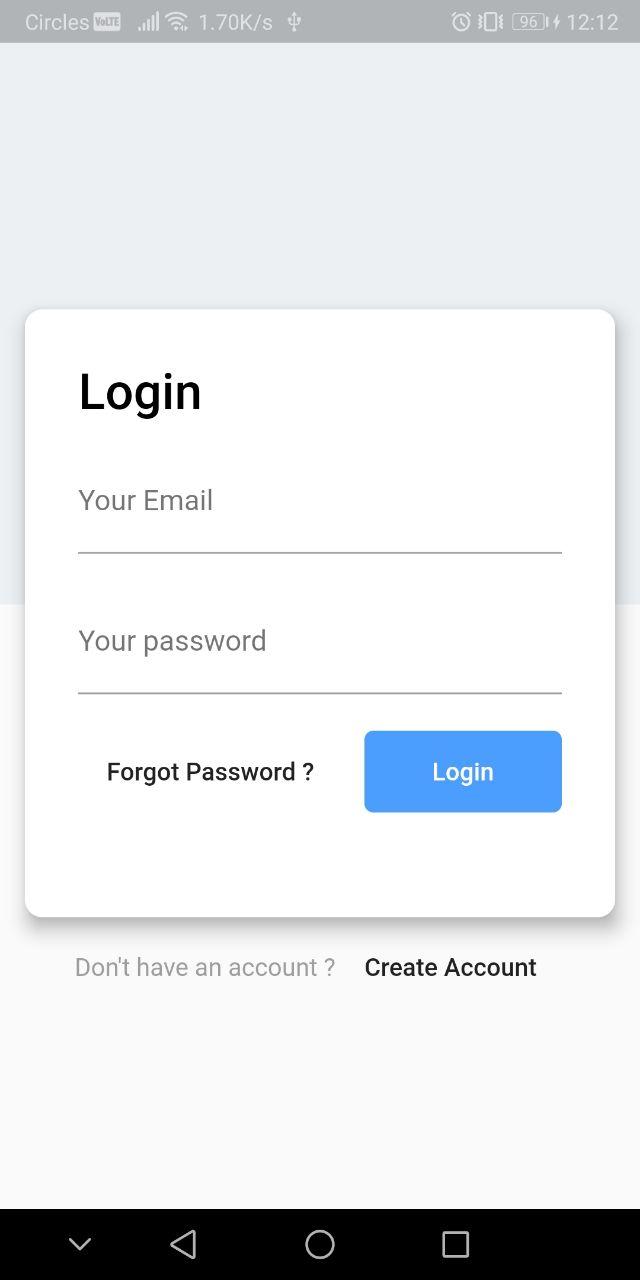 Circles VoLTE 1.70K/s 96 12:12
Login
Your Email
Your password
Forgot Password ? Login
Don't have an account ? Create Account